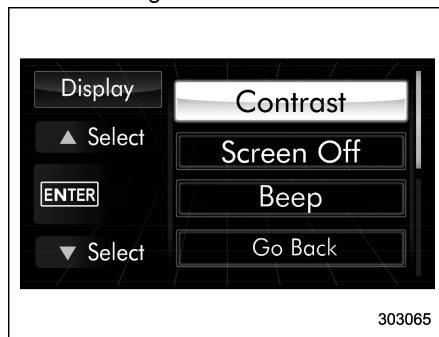 Display
Select
ENTER
Select
Contrast
Screen Off
Beep
Go Back
303065